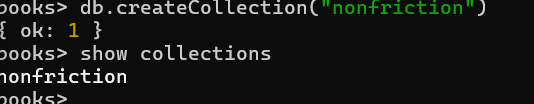 books> db.createCollection("nonfriction")
{ ok: 1 }
books> show collections
nonfriction
books>